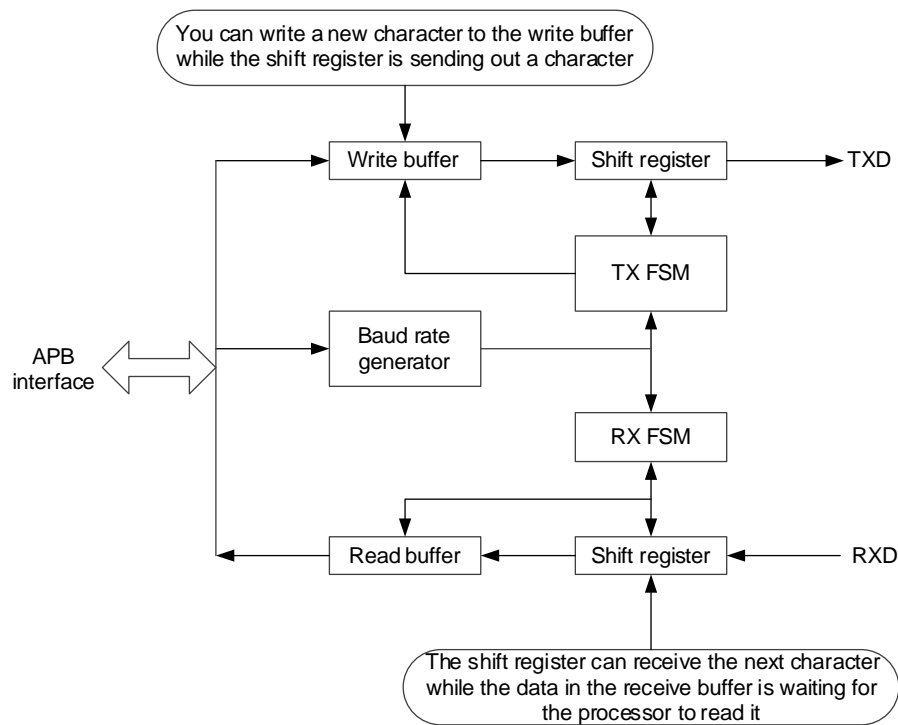 You can write a new character to the write buffer
while the shift register is sending out a character
Write buffer
Shift register
TXD
TX FSM
Baud rate
generator
APB
interface
RX FSM
Read buffer
Shift register
RXD
The shift register can receive the next character
while the data in the receive buffer is waiting for
the processor to read it